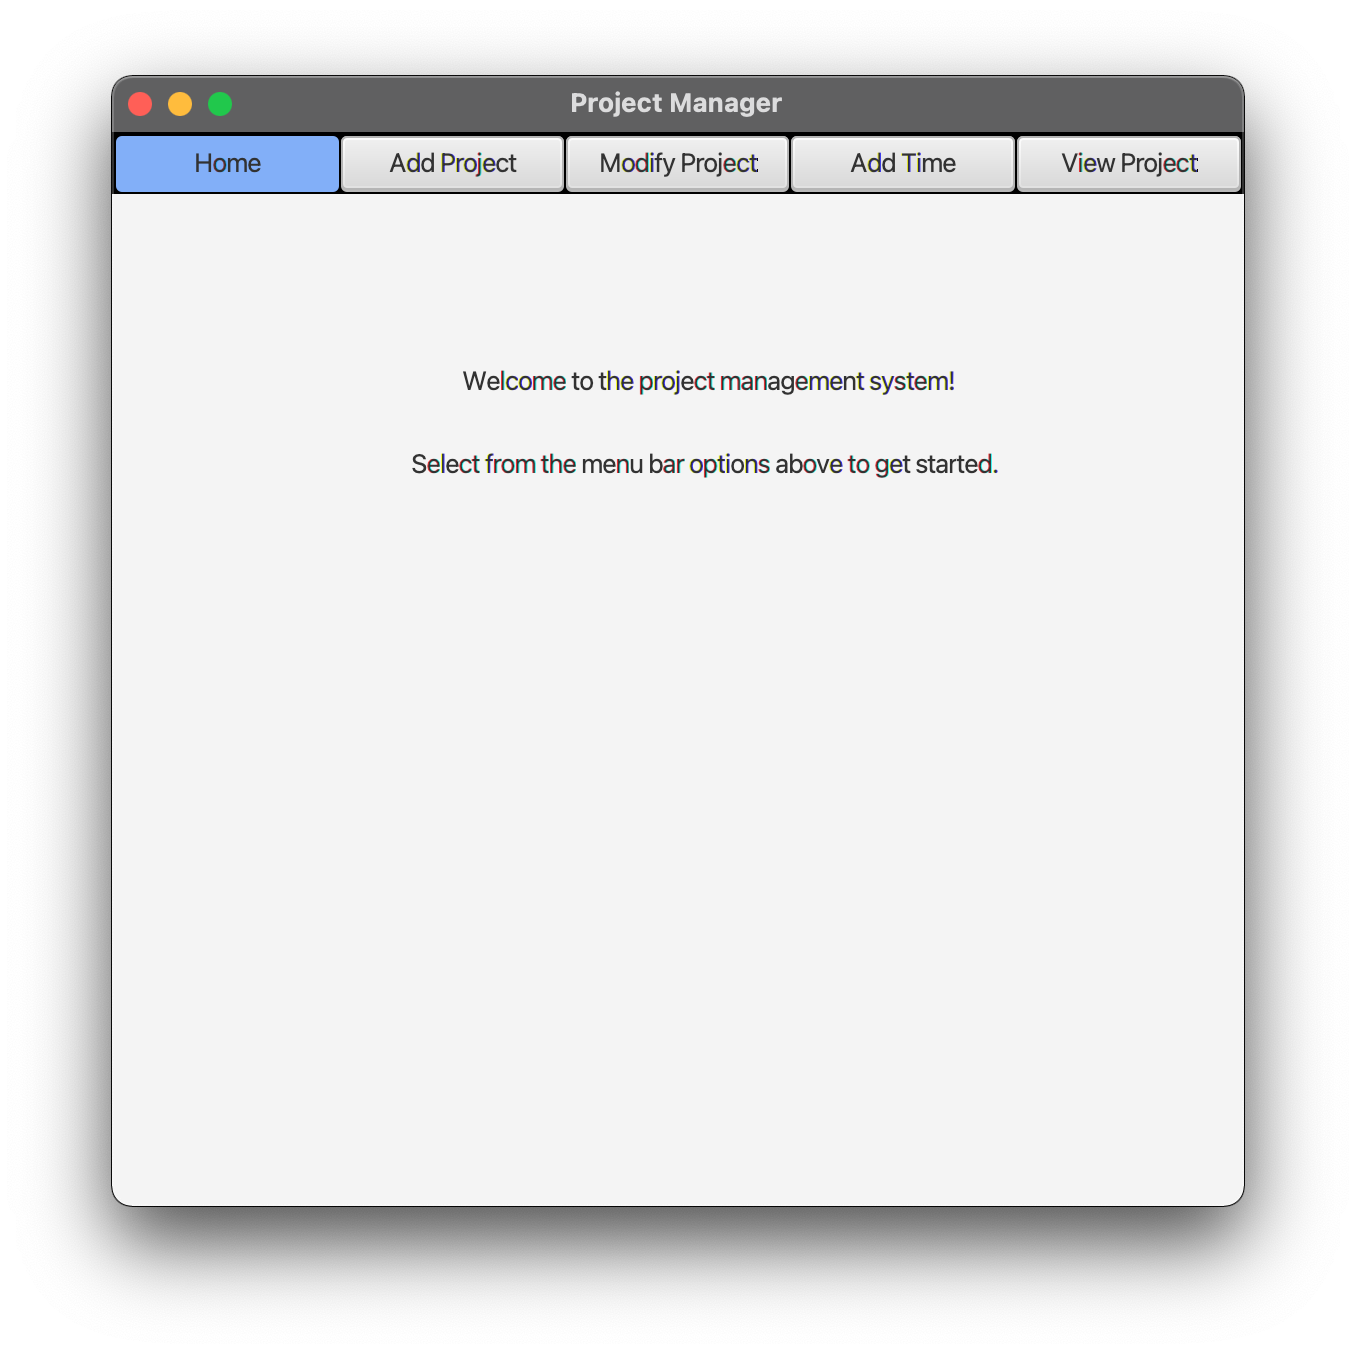 Project Manager
Home Add Project Modify Project Add Time View Project
Welcome to the project management system!
Select from the menu bar options above to get started.